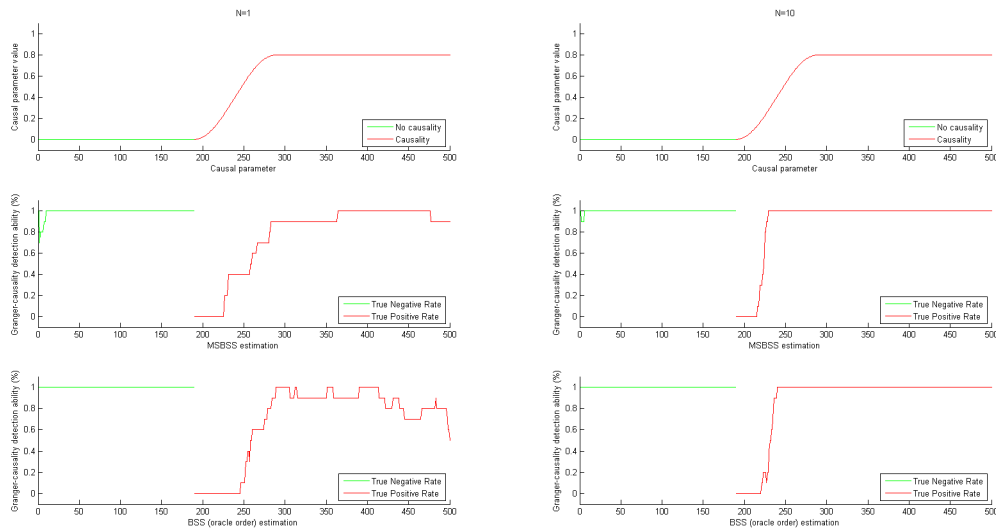 N=1
Causal parameter value
1
0.8
0.6
0.4
0.2
0
No causality
Causality
0 50 100 150 200 250 300 350 400 450 500
Causal parameter
Granger-causality detection ability (%)
1
0.8
0.6
0.4
0.2
0
True Negative Rate
True Positive Rate
0 50 100 150 200 250 300 350 400 450 500
MSBSS estimation
Granger-causality detection ability (%)
1
0.8
0.6
0.4
0.2
0
True Negative Rate
True Positive Rate
0 50 100 150 200 250 300 350 400 450 500
BSS (oracle order) estimation
N=10
Causal parameter value
1
0.8
0.6
0.4
0.2
0
No causality
Causality
0 50 100 150 200 250 300 350 400 450 500
Causal parameter
Granger-causality detection ability (%)
1
0.8
0.6
0.4
0.2
0
True Negative Rate
True Positive Rate
0 50 100 150 200 250 300 350 400 450 500
MSBSS estimation
Granger-causality detection ability (%)
1
0.8
0.6
0.4
0.2
0
True Negative Rate
True Positive Rate
0 50 100 150 200 250 300 350 400 450 500
BSS (oracle order) estimation